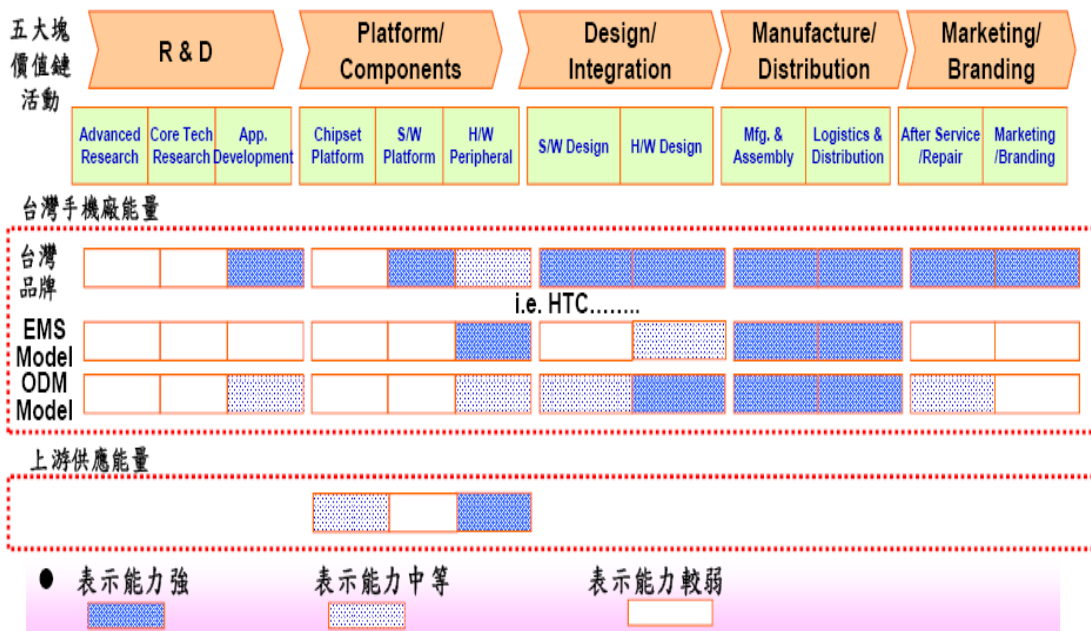 五大塊
價值鏈
活動
R & D
Platform/
Components
Design/
Integration
Manufacture/
Distribution
Marketing/
Branding
Advanced
Research
Core Tech
Research
App.
Development
Chipset
Platform
S/W
Platform
H/W
Peripheral
S/W Design
H/W Design
Mfg. &
Assembly
Logistics &
Distribution
After Service
/Repair
Marketing
/Branding
台灣手機廠能量
台灣
品牌
i.e. HTC........
EMS
Model
ODM
Model
上游供應能量
● 表示能力強
表示能力中等
表示能力較弱